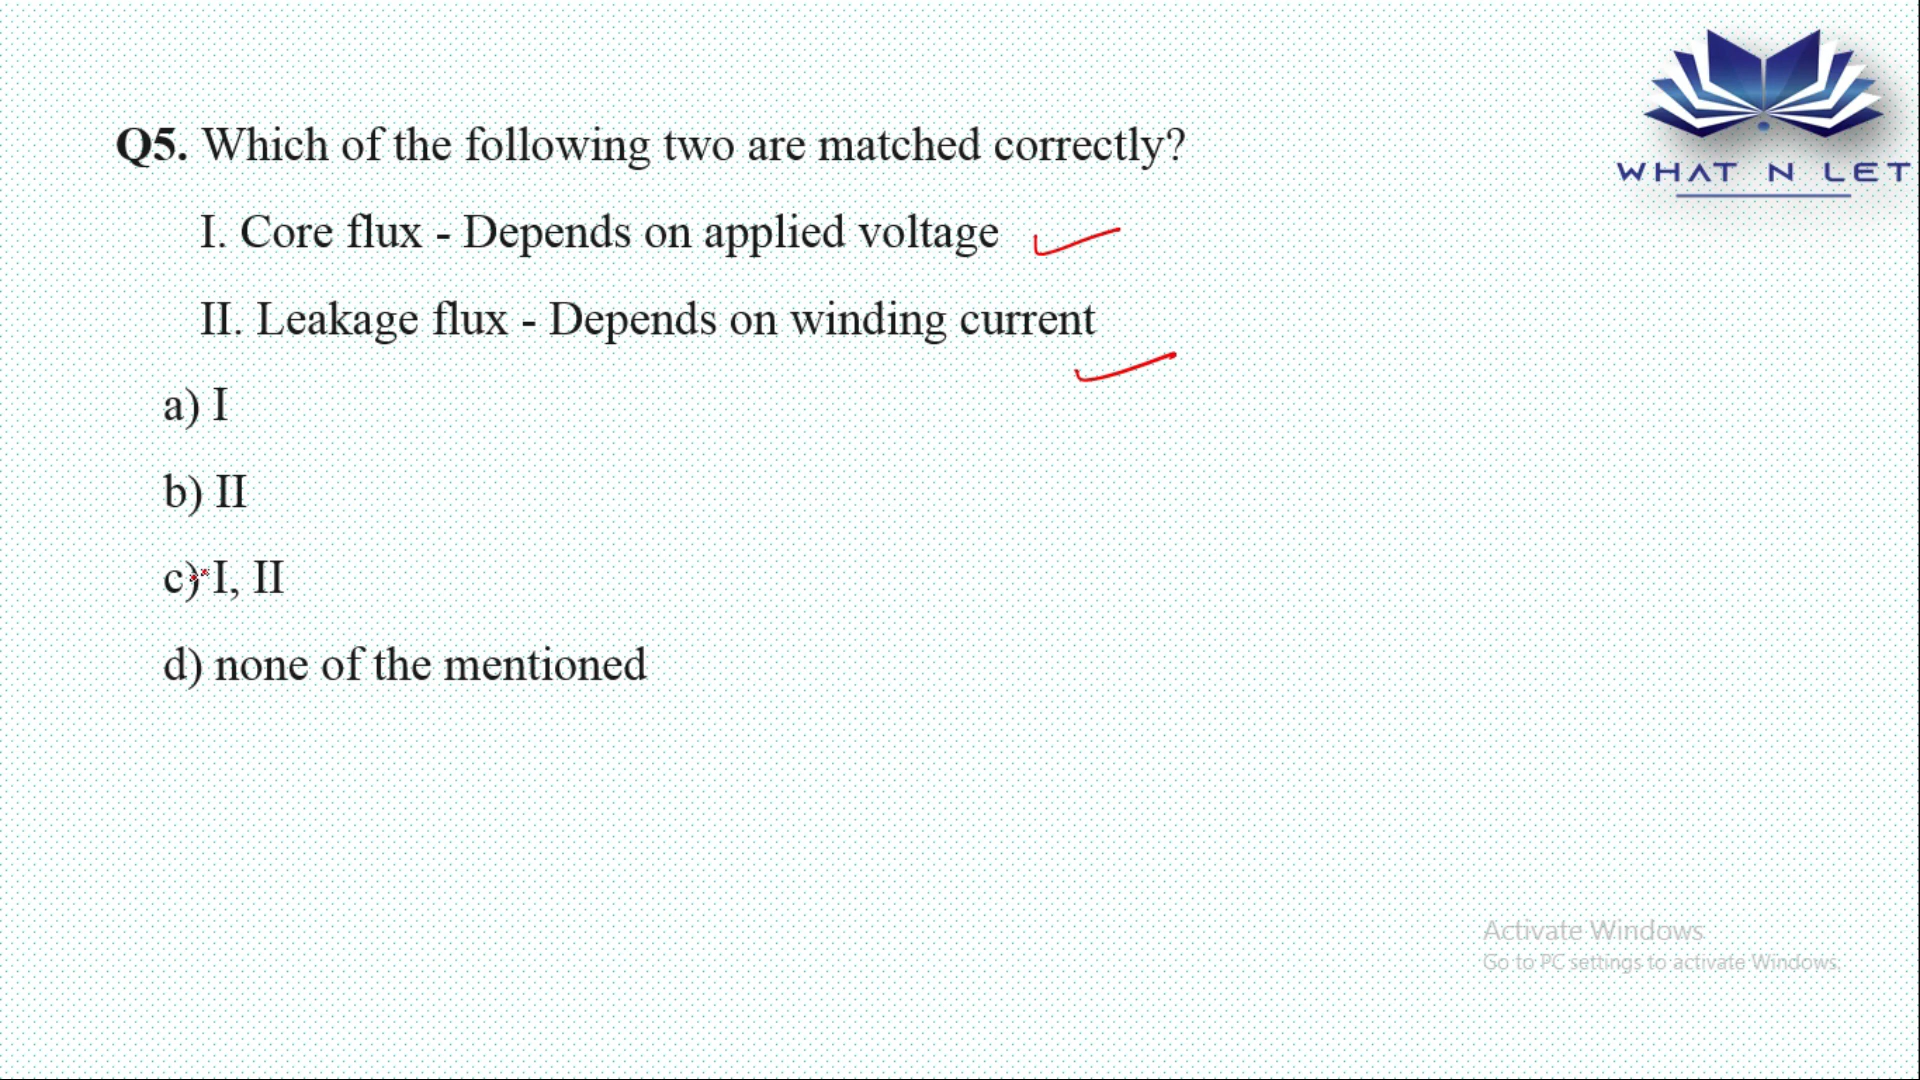 WHAT N LET
Q5. Which of the following two are matched correctly?
I. Core flux - Depends on applied voltage
II. Leakage flux - Depends on winding current
a) I
b) II
c) I, II
d) none of the mentioned
Activate Windows
Go to PC settings to activate Windows.